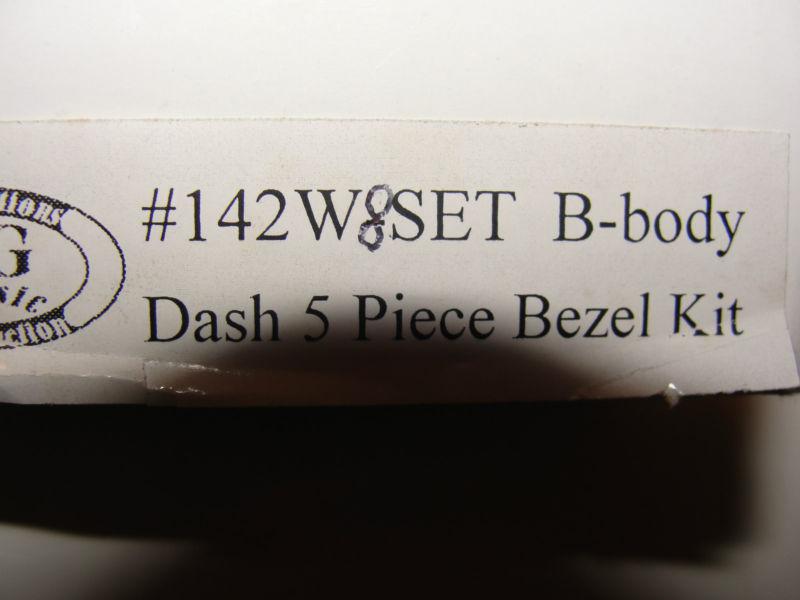 #142W8SET B-body
Dash 5 Piece Bezel Kit
G